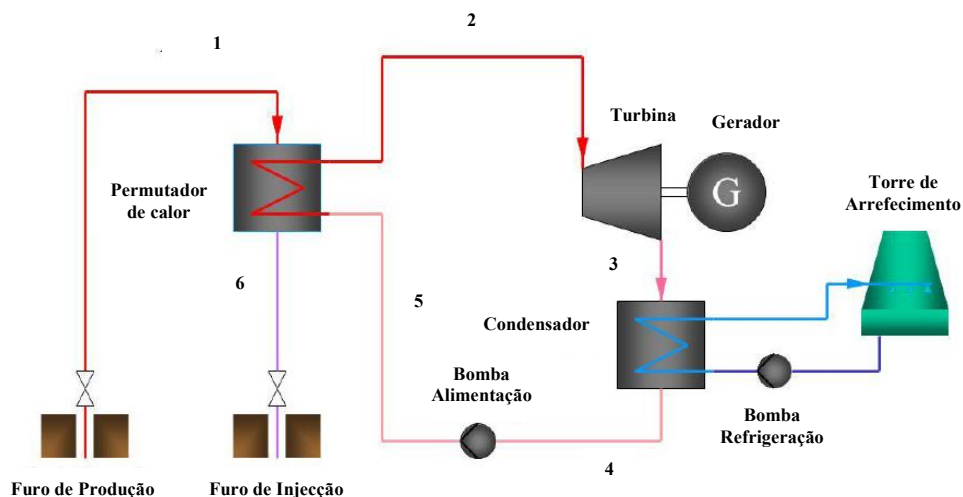 2
1
Turbina
Gerador
G
Permutador
de calor
Torre de
Arrefecimento
6
5
3
Condensador
Bomba
Alimentação
Bomba
Refrigeração
4
Furo de Produção
Furo de Injecção